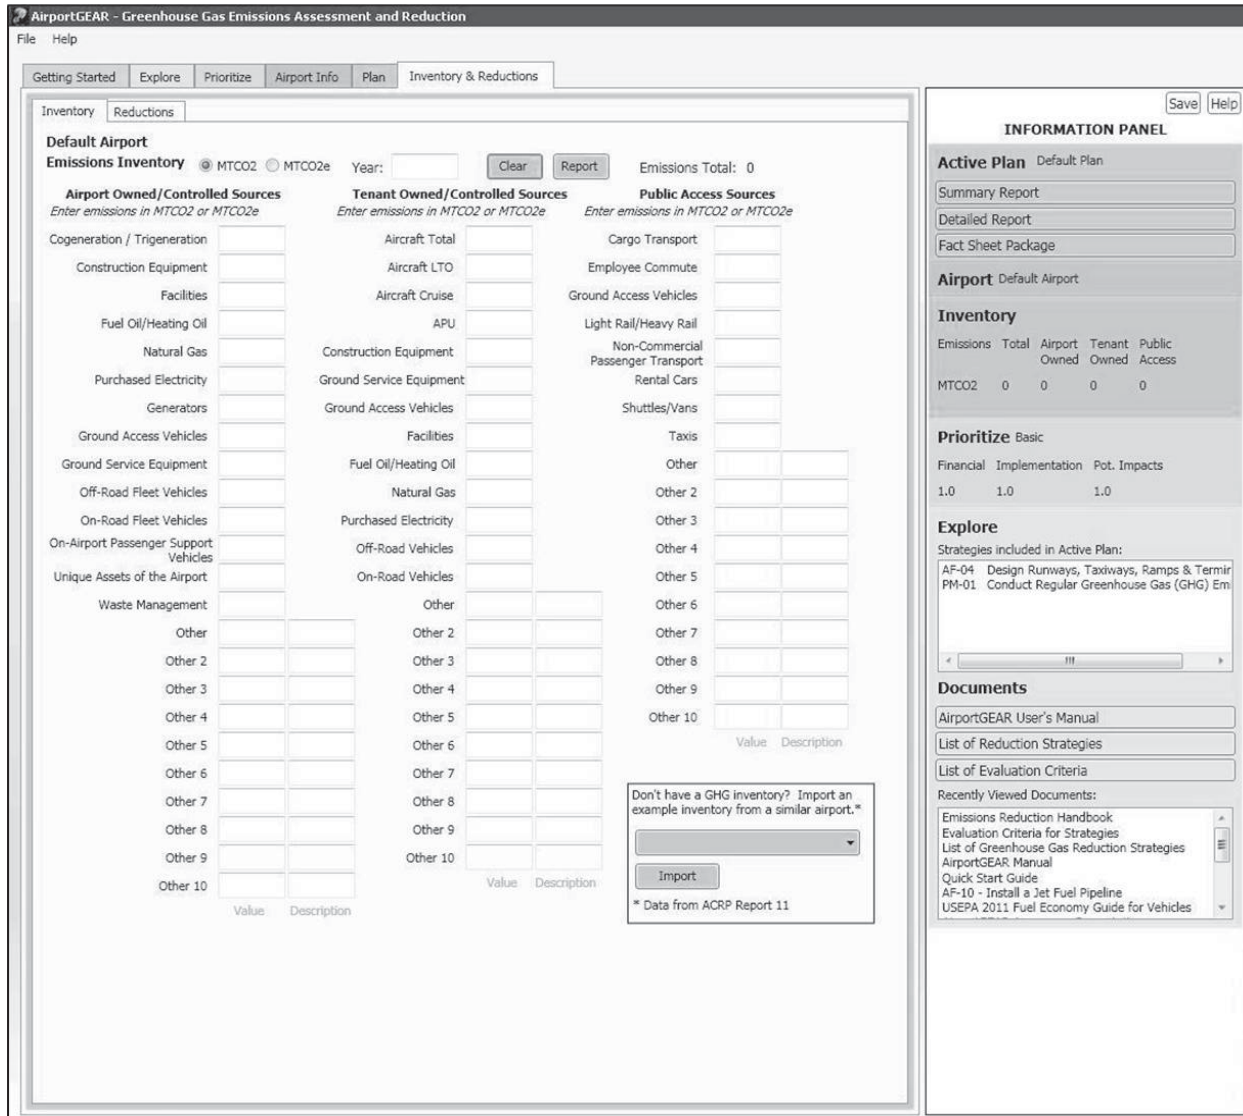 AirportGEAR - Greenhouse Gas Emissions Assessment and Reduction
File Help
Getting Started Explore Prioritize Airport Info Plan Inventory & Reductions
Inventory Reductions
Default Airport
Emissions Inventory MTCO2 MTCO2e Year: Clear Report Emissions Total: 0
Airport Owned/Controlled Sources
Enter emissions in MTCO2 or MTCO2e
Cogeneration / Trigeneration
Construction Equipment
Facilities
Fuel Oil/Heating Oil
Natural Gas
Purchased Electricity
Generators
Ground Access Vehicles
Ground Service Equipment
Off-Road Fleet Vehicles
On-Road Fleet Vehicles
On-Airport Passenger Support
Vehicles
Unique Assets of the Airport
Waste Management
Other
Other 2
Other 3
Other 4
Other 5
Other 6
Other 7
Other 8
Other 9
Other 10
Value Description
Tenant Owned/Controlled Sources
Enter emissions in MTCO2 or MTCO2e
Aircraft Total
Aircraft LTO
Aircraft Cruise
APU
Construction Equipment
Ground Service Equipment
Ground Access Vehicles
Facilities
Fuel Oil/Heating Oil
Natural Gas
Purchased Electricity
Off-Road Vehicles
On-Road Vehicles
Other
Other 2
Other 3
Other 4
Other 5
Other 6
Other 7
Other 8
Other 9
Other 10
Value Description
Public Access Sources
Enter emissions in MTCO2 or MTCO2e
Cargo Transport
Employee Commute
Ground Access Vehicles
Light Rail/Heavy Rail
Non-Commercial
Passenger Transport
Rental Cars
Shuttles/Vans
Taxis
Other
Other 2
Other 3
Other 4
Other 5
Other 6
Other 7
Other 8
Other 9
Other 10
Value Description
Don't have a GHG inventory? Import an
example inventory from a similar airport.*
Import
* Data from ACRP Report 11
Save Help
INFORMATION PANEL
Active Plan Default Plan
Summary Report
Detailed Report
Fact Sheet Package
Airport Default Airport
Inventory
Emissions Total Airport Tenant Public
Owned Owned Access
MTCO2 0 0 0 0
Prioritize Basic
Financial Implementation Pot. Impacts
1.0 1.0 1.0
Explore
Strategies included in Active Plan:
AF-04 Design Runways, Taxiways, Ramps & Termir
PM-01 Conduct Regular Greenhouse Gas (GHG) Em
Documents
AirportGEAR User's Manual
List of Reduction Strategies
List of Evaluation Criteria
Recently Viewed Documents:
Emissions Reduction Handbook
Evaluation Criteria for Strategies
List of Greenhouse Gas Reduction Strategies
AirportGEAR Manual
Quick Start Guide
AF-10 - Install a Jet Fuel Pipeline
USEPA 2011 Fuel Economy Guide for Vehicles